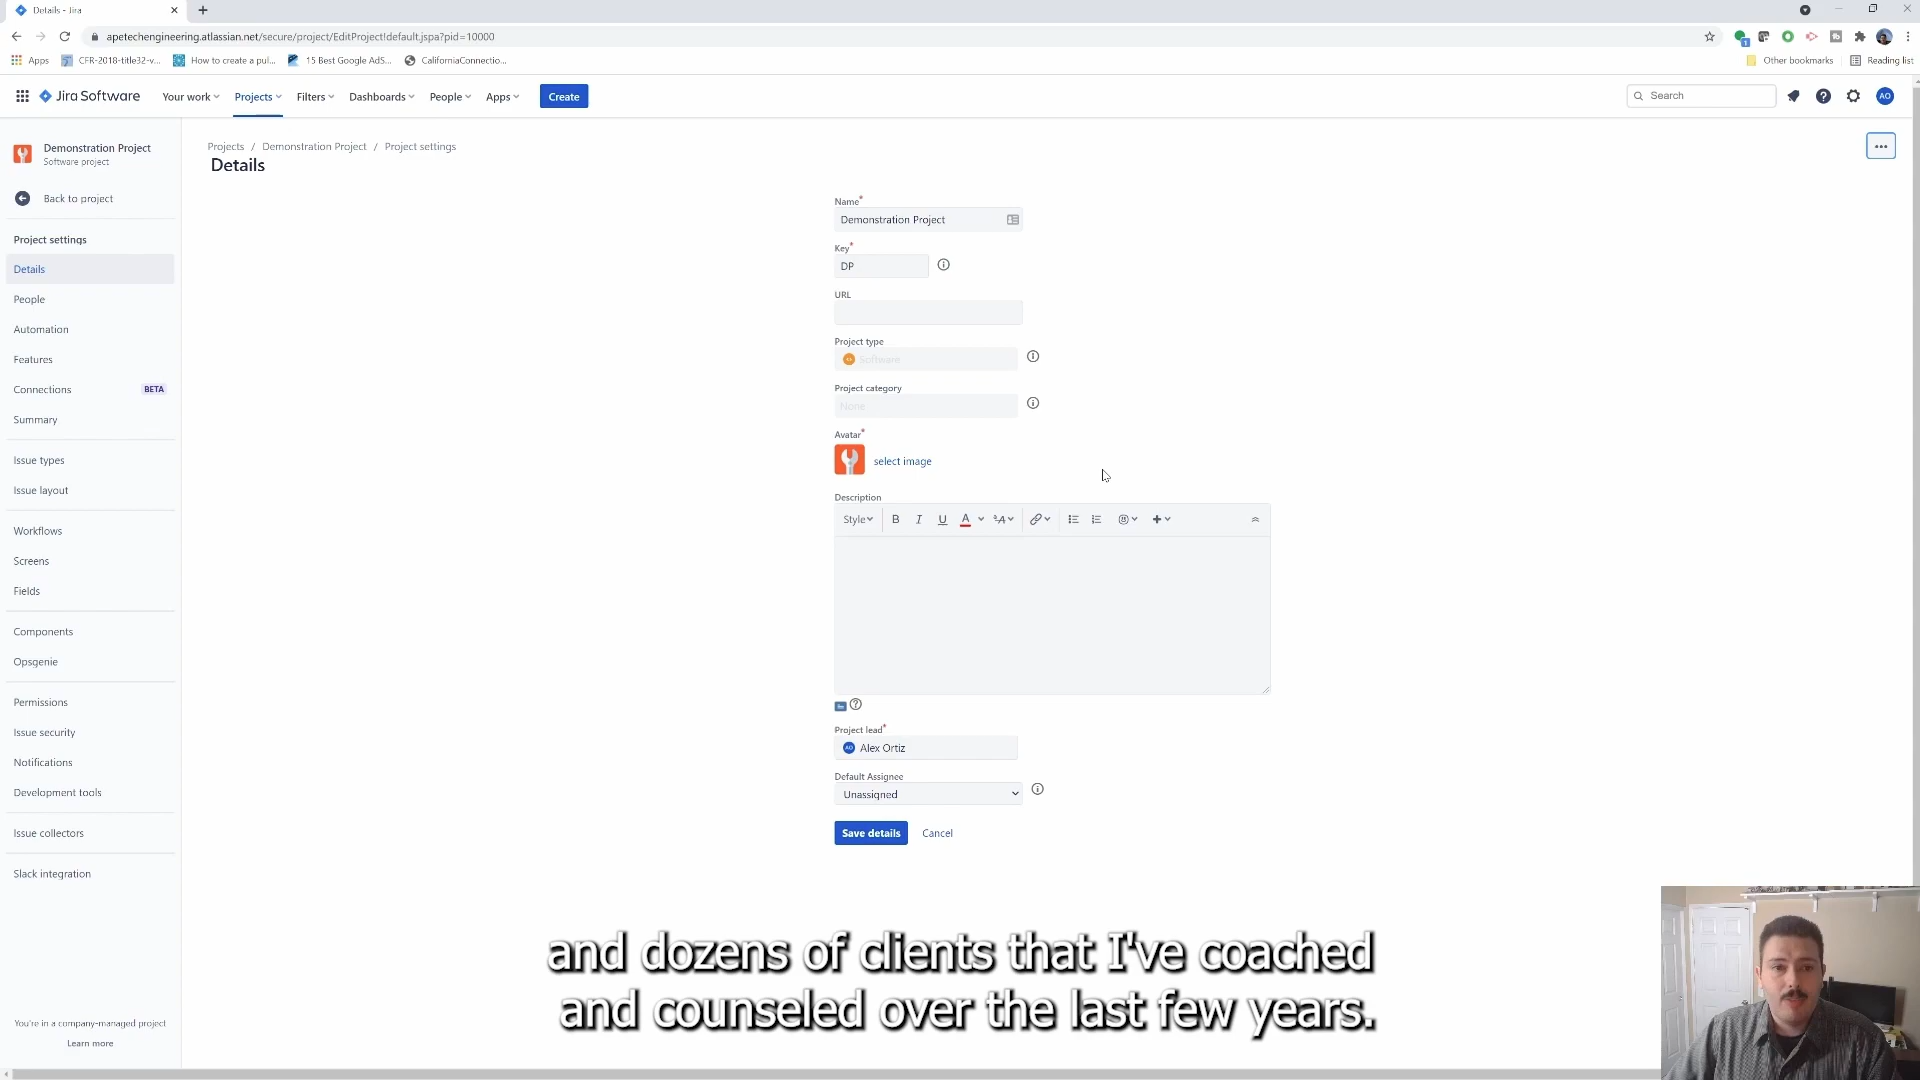 Details - Jira
apetechengineering.atlassian.net/secure/project/EditProject!default.jspa?pid=10000
Apps
CFR-2018-title32-v...
How to create a pul...
15 Best Google AdS...
CaliforniaConnectio...
Other bookmarks
Reading list
Jira Software
Your work
Projects
Filters
Dashboards
People
Apps
Create
Search
AO
Demonstration Project
Software project
Back to project
Project settings
Details
People
Automation
Features
Connections BETA
Summary
Issue types
Issue layout
Workflows
Screens
Fields
Components
Opsgenie
Permissions
Issue security
Notifications
Development tools
Issue collectors
Slack integration
You're in a company-managed project
Learn more
Projects / Demonstration Project / Project settings
Details
Name*
Demonstration Project
Key*
DP
URL
Project type
Software
Project category
None
Avatar*
select image
Description
Style B I U A
Project lead*
AO Alex Ortiz
Default Assignee
Unassigned
Save details Cancel
and dozens of clients that I've coached
and counseled over the last few years.